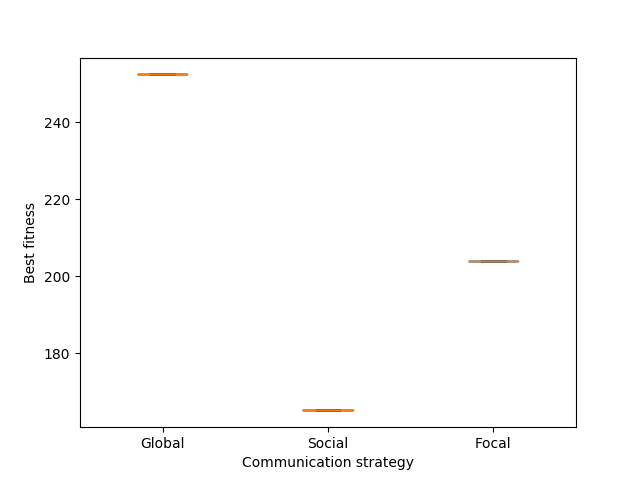 Best fitness
240
220
200
180
Global
Social
Focal
Communication strategy